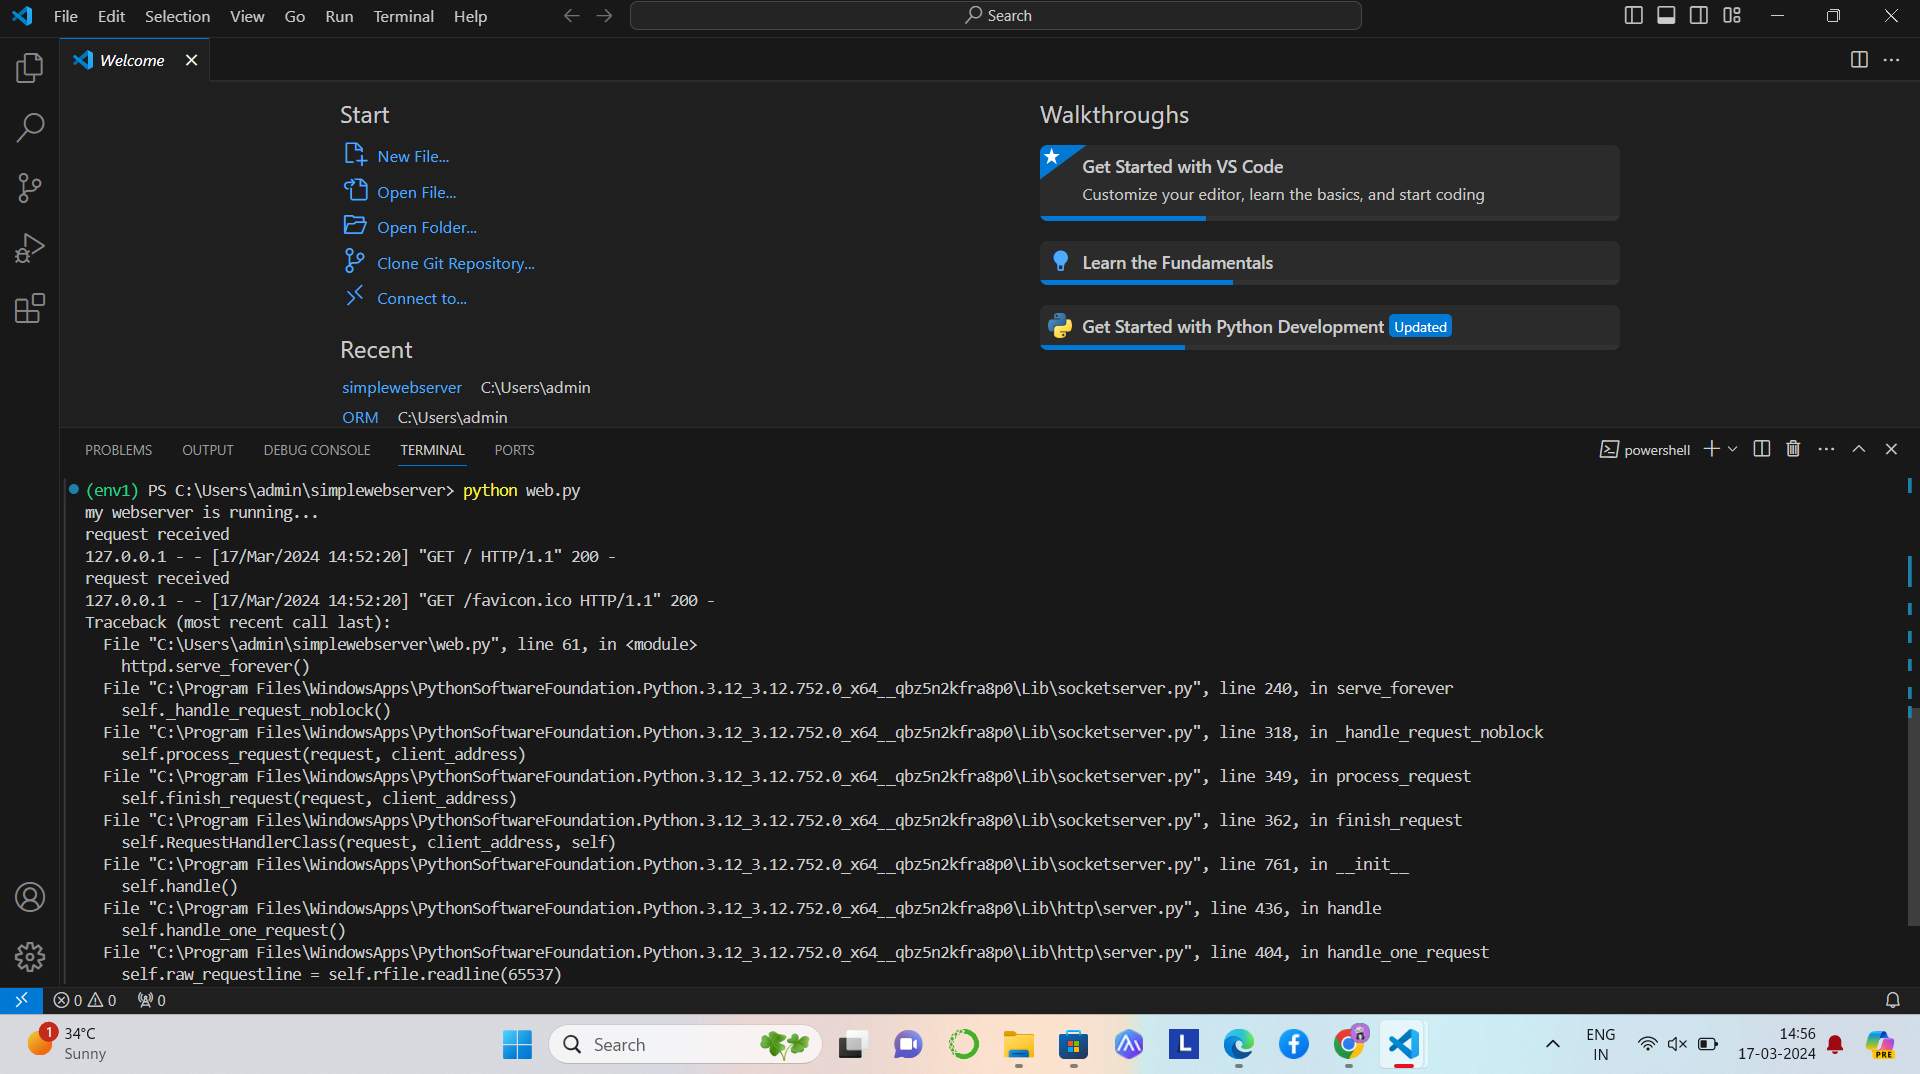 File Edit Selection View Go Run Terminal Help
Search
Welcome
Start
New File...
Open File...
Open Folder...
Clone Git Repository...
Connect to...
Recent
simplewebserver C:\Users\admin
ORM C:\Users\admin
Walkthroughs
Get Started with VS Code
Customize your editor, learn the basics, and start coding
Learn the Fundamentals
Get Started with Python Development Updated
PROBLEMS OUTPUT DEBUG CONSOLE TERMINAL PORTS
powershell
(env1) PS C:\Users\admin\simplewebserver> python web.py
my webserver is running...
request received
127.0.0.1 - - [17/Mar/2024 14:52:20] "GET / HTTP/1.1" 200 -
request received
127.0.0.1 - - [17/Mar/2024 14:52:20] "GET /favicon.ico HTTP/1.1" 200 -
Traceback (most recent call last):
File "C:\Users\admin\simplewebserver\web.py", line 61, in <module>
httpd.serve_forever()
File "C:\Program Files\WindowsApps\PythonSoftwareFoundation.Python.3.12_3.12.752.0_x64__qbz5n2kfra8p0\Lib\socketserver.py", line 240, in serve_forever
self._handle_request_noblock()
File "C:\Program Files\WindowsApps\PythonSoftwareFoundation.Python.3.12_3.12.752.0_x64__qbz5n2kfra8p0\Lib\socketserver.py", line 318, in _handle_request_noblock
self.process_request(request, client_address)
File "C:\Program Files\WindowsApps\PythonSoftwareFoundation.Python.3.12_3.12.752.0_x64__qbz5n2kfra8p0\Lib\socketserver.py", line 349, in process_request
self.finish_request(request, client_address)
File "C:\Program Files\WindowsApps\PythonSoftwareFoundation.Python.3.12_3.12.752.0_x64__qbz5n2kfra8p0\Lib\socketserver.py", line 362, in finish_request
self.RequestHandlerClass(request, client_address, self)
File "C:\Program Files\WindowsApps\PythonSoftwareFoundation.Python.3.12_3.12.752.0_x64__qbz5n2kfra8p0\Lib\socketserver.py", line 761, in __init__
self.handle()
File "C:\Program Files\WindowsApps\PythonSoftwareFoundation.Python.3.12_3.12.752.0_x64__qbz5n2kfra8p0\Lib\http\server.py", line 436, in handle
self.handle_one_request()
File "C:\Program Files\WindowsApps\PythonSoftwareFoundation.Python.3.12_3.12.752.0_x64__qbz5n2kfra8p0\Lib\http\server.py", line 404, in handle_one_request
self.raw_requestline = self.rfile.readline(65537)
0 0 0
1 34°C
Sunny
Search
L
PRE
ENG
IN
14:56
17-03-2024